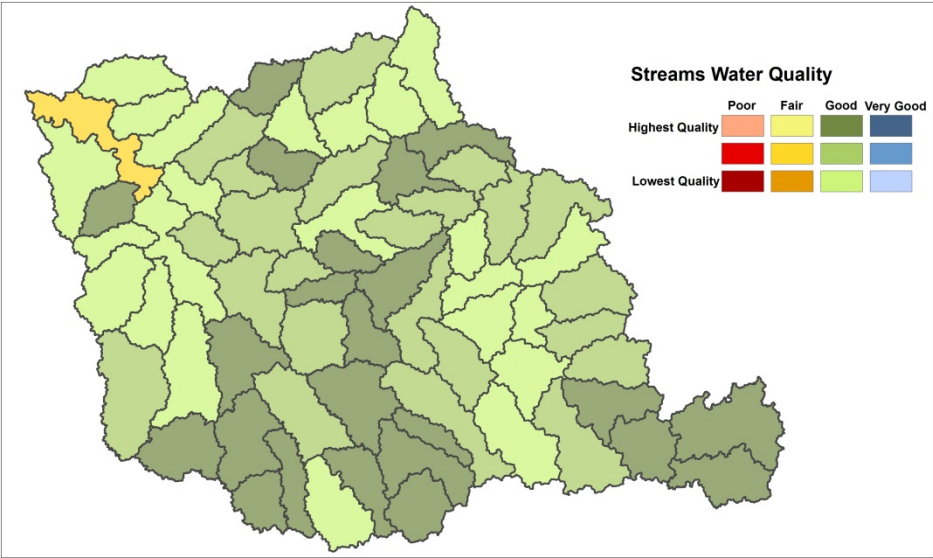 Streams Water Quality
Poor Fair Good Very Good
Highest Quality
Lowest Quality